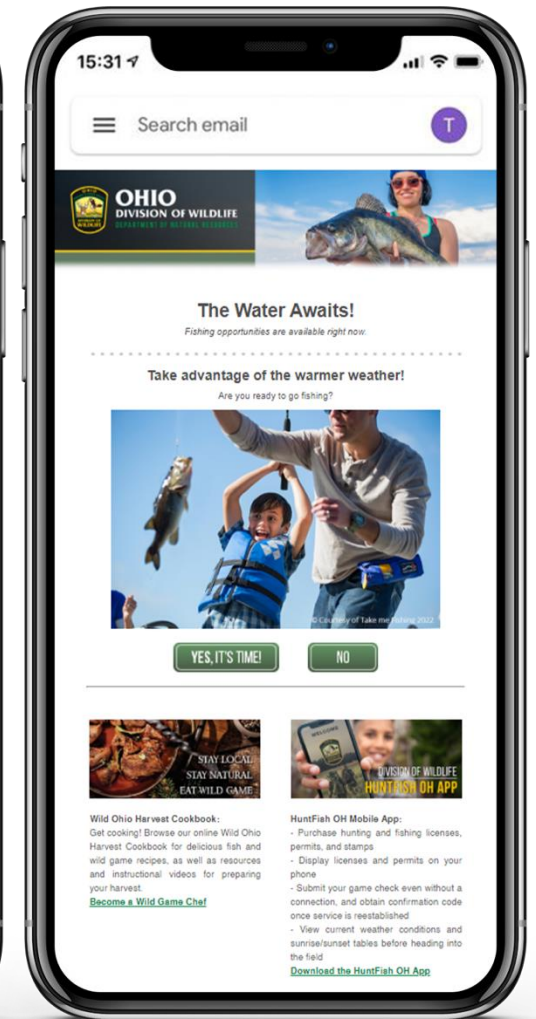 15:31
Search email
T
OHIO
DIVISION OF WILDLIFE
DEPARTMENT OF NATURAL RESOURCES
The Water Awaits!
Fishing opportunities are available right now.
Take advantage of the warmer weather!
Are you ready to go fishing?
© Courtesy of Take me Fishing 2022
YES, IT'S TIME!
NO
STAY LOCAL
STAY NATURAL
EAT WILD GAME
Wild Ohio Harvest Cookbook:
Get cooking! Browse our online Wild Ohio
Harvest Cookbook for delicious fish and
wild game recipes, as well as resources
and instructional videos for preparing
your harvest.
Become a Wild Game Chef
WELCOME
DIVISION OF WILDLIFE
HUNTFISH OH APP
HuntFish OH Mobile App:
- Purchase hunting and fishing licenses,
permits, and stamps
- Display licenses and permits on your
phone
- Submit your game check even without a
connection, and obtain confirmation code
once service is reestablished
- View current weather conditions and
sunrise/sunset tables before heading into
the field
Download the HuntFish OH App